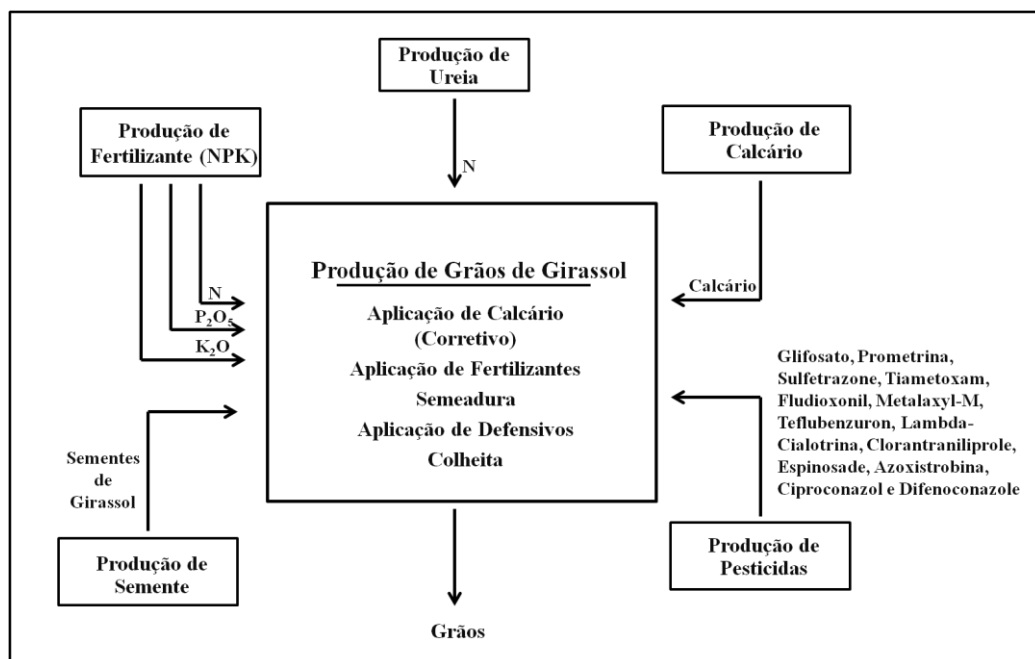 Produção de
Ureia
Produção de
Fertilizante (NPK)
Produção de
Calcário
N
N
P₂O₅
K₂O
Calcário
Produção de Grãos de Girassol
Aplicação de Calcário
(Corretivo)
Aplicação de Fertilizantes
Semeadura
Aplicação de Defensivos
Colheita
Glifosato, Prometrina,
Sulfetrazone, Tiametoxam,
Fludioxonil, Metalaxyl-M,
Teflubenzuron, Lambda-
Cialotrina, Clorantraniliprole,
Espinosade, Azoxistrobina,
Ciproconazol e Difenoconazole
Sementes
de
Girassol
Produção de
Semente
Produção de
Pesticidas
Grãos